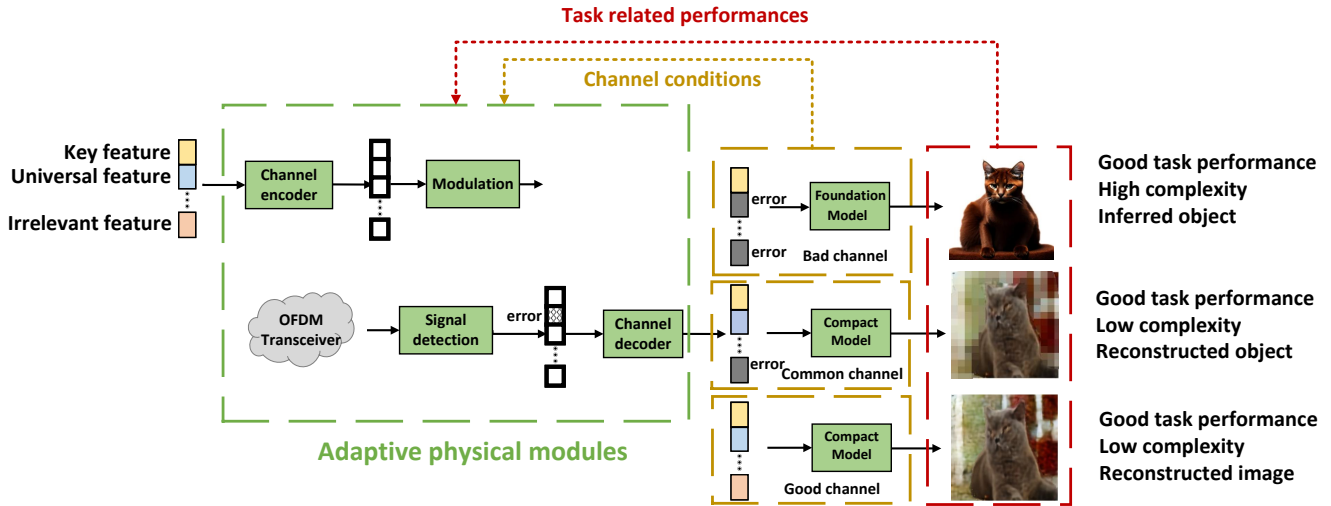 Task related performances
Channel conditions
Key feature
Universal feature
Irrelevant feature
Channel
encoder
Modulation
OFDM
Transceiver
Signal
detection
error
Channel
decoder
Adaptive physical modules
error
error
Foundation
Model
Bad channel
Good task performance
High complexity
Inferred object
error
Compact
Model
Common channel
Good task performance
Low complexity
Reconstructed object
Compact
Model
Good channel
Good task performance
Low complexity
Reconstructed image